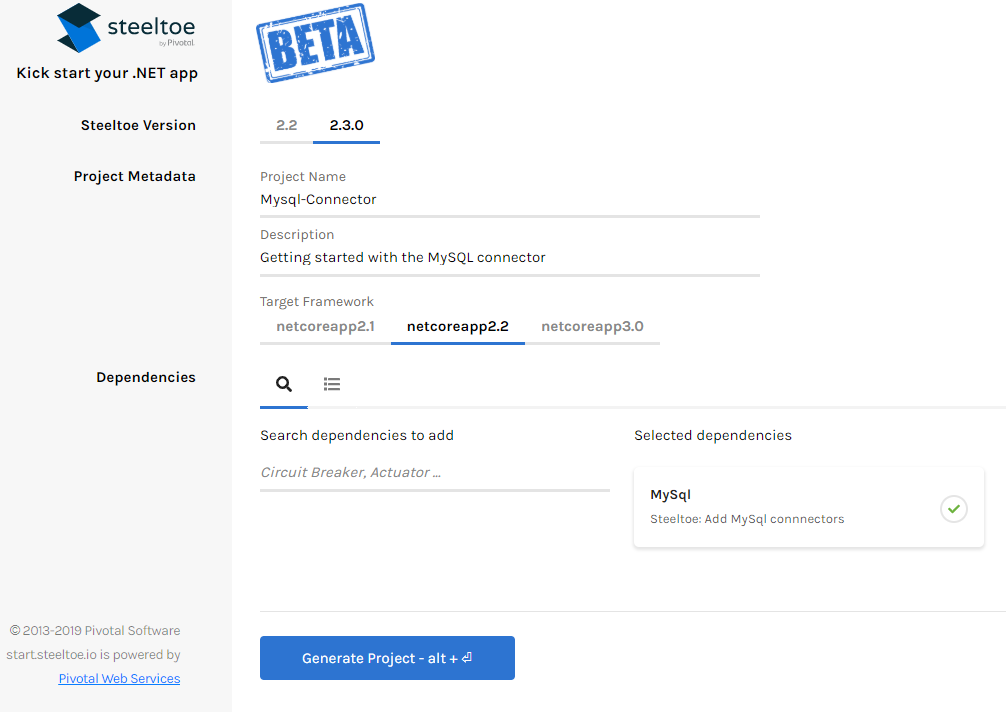 steeltoe
by Pivotal.
Kick start your .NET app
BETA
Steeltoe Version
2.2 2.3.0
Project Metadata
Project Name
Mysql-Connector
Description
Getting started with the MySQL connector
Target Framework
netcoreapp2.1 netcoreapp2.2 netcoreapp3.0
Dependencies
Search dependencies to add
Circuit Breaker, Actuator ...
Selected dependencies
MySql
Steeltoe: Add MySql connnectors
Generate Project - alt + ⏎
© 2013-2019 Pivotal Software
start.steeltoe.io is powered by
Pivotal Web Services